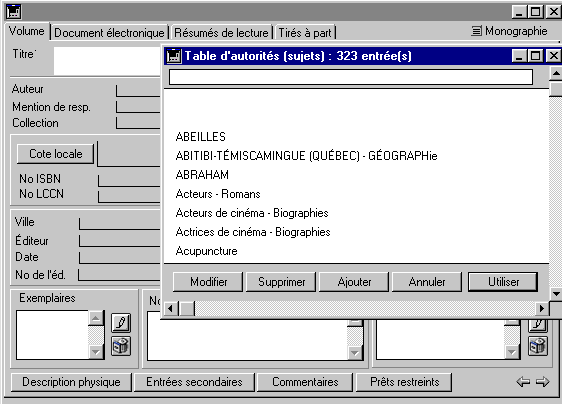 Volume Document électronique Résumés de lecture Tirés à part Monographie
Titre
Table d'autorités (sujets) : 323 entrée(s)
Auteur
Mention de resp.
Collection
ABEILLES
ABITIBI-TÉMISCAMINGUE (QUÉBEC) - GÉOGRAPHie
ABRAHAM
Acteurs - Romans
Acteurs de cinéma - Biographies
Actrices de cinéma - Biographies
Acupuncture
Cote locale
No ISBN
No LCCN
Ville
Éditeur
Date
No de l'éd.
Modifier Supprimer Ajouter Annuler Utiliser
Exemplaires
Description physique Entrées secondaires Commentaires Prêts restreints